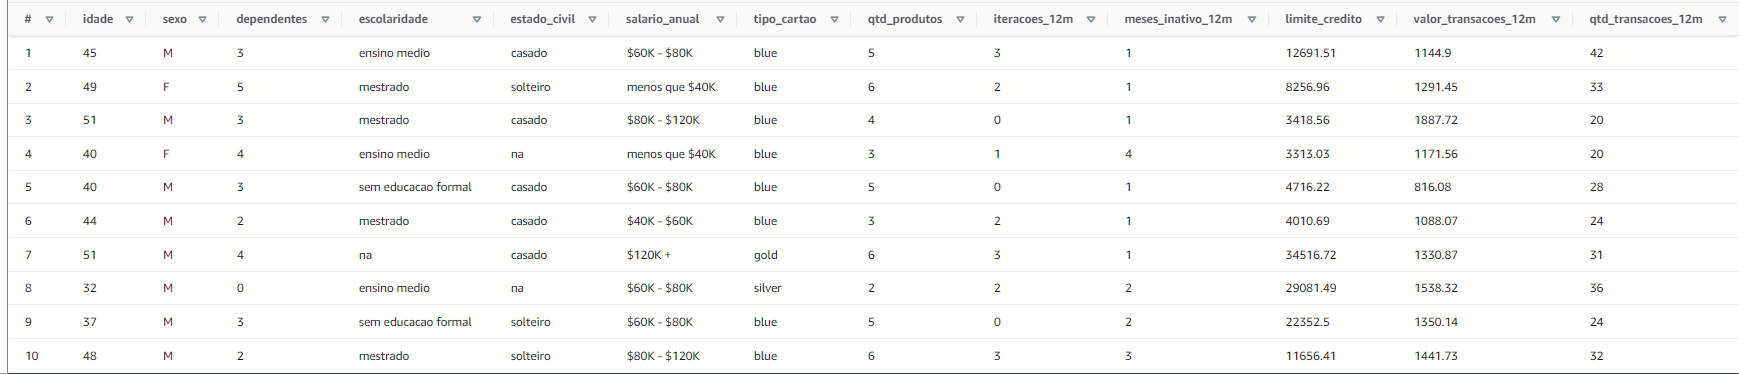 # idade sexo dependentes escolaridade estado_civil salario_anual tipo_cartao qtd_produtos iteracoes_12m meses_inativo_12m limite_credito valor_transacoes_12m qtd_transacoes_12m
1 45 M 3 ensino medio casado $60K - $80K blue 5 3 1 12691.51 1144.9 42
2 49 F 5 mestrado solteiro menos que $40K blue 6 2 1 8256.96 1291.45 33
3 51 M 3 mestrado casado $80K - $120K blue 4 0 1 3418.56 1887.72 20
4 40 F 4 ensino medio na menos que $40K blue 3 1 4 3313.03 1171.56 20
5 40 M 3 sem educacao formal casado $60K - $80K blue 5 0 1 4716.22 816.08 28
6 44 M 2 mestrado casado $40K - $60K blue 3 2 1 4010.69 1088.07 24
7 51 M 4 na casado $120K + gold 6 3 1 34516.72 1330.87 31
8 32 M 0 ensino medio na $60K - $80K silver 2 2 2 29081.49 1538.32 36
9 37 M 3 sem educacao formal solteiro $60K - $80K blue 5 0 2 22352.5 1350.14 24
10 48 M 2 mestrado solteiro $80K - $120K blue 6 3 3 11656.41 1441.73 32